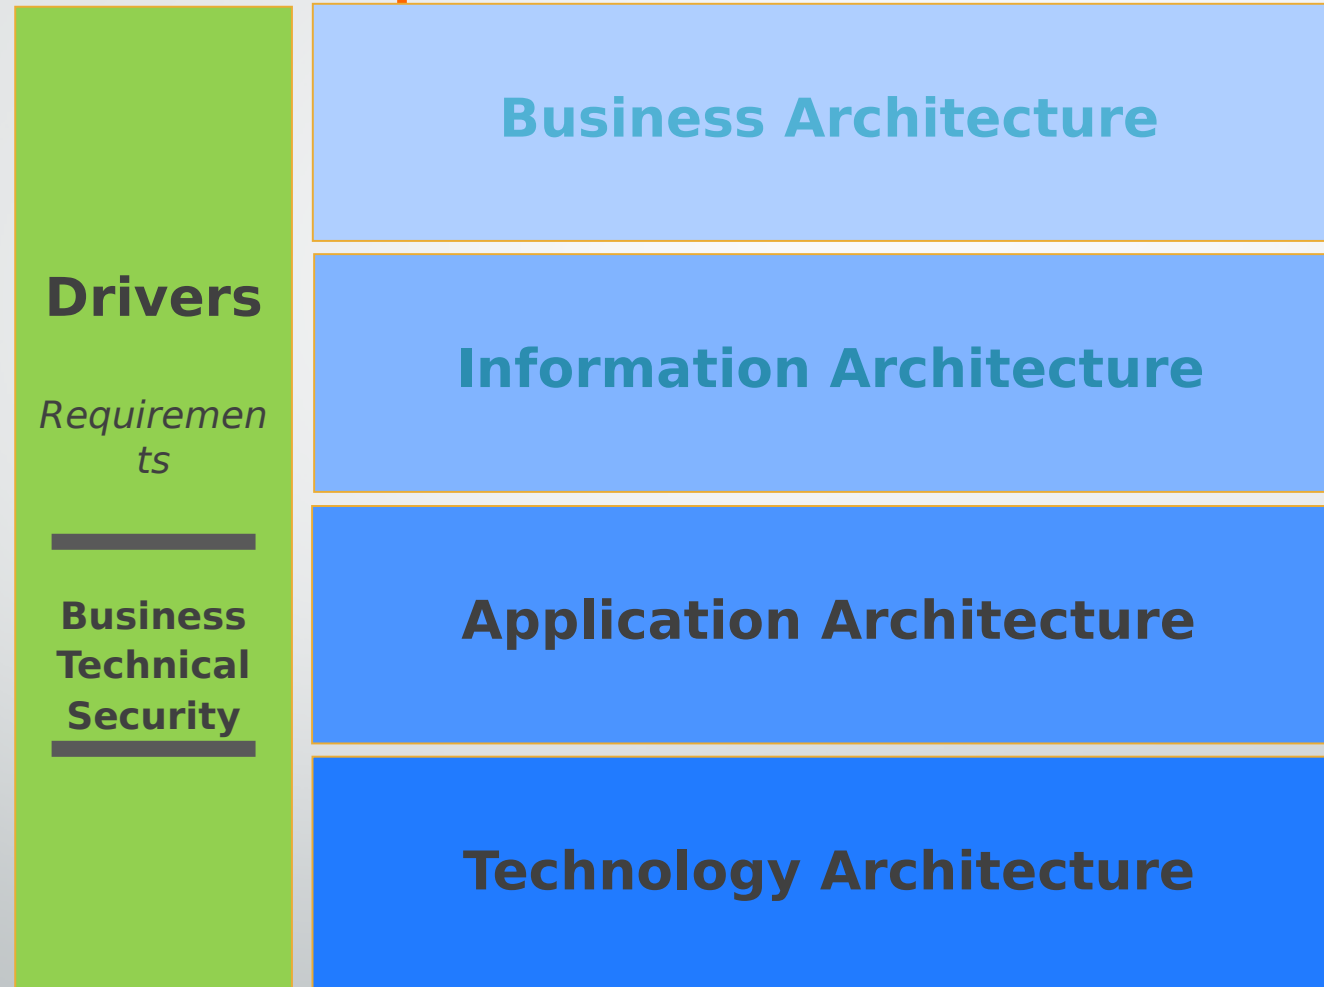 Drivers
Requiremen
ts
Business
Technical
Security
Business Architecture
Information Architecture
Application Architecture
Technology Architecture